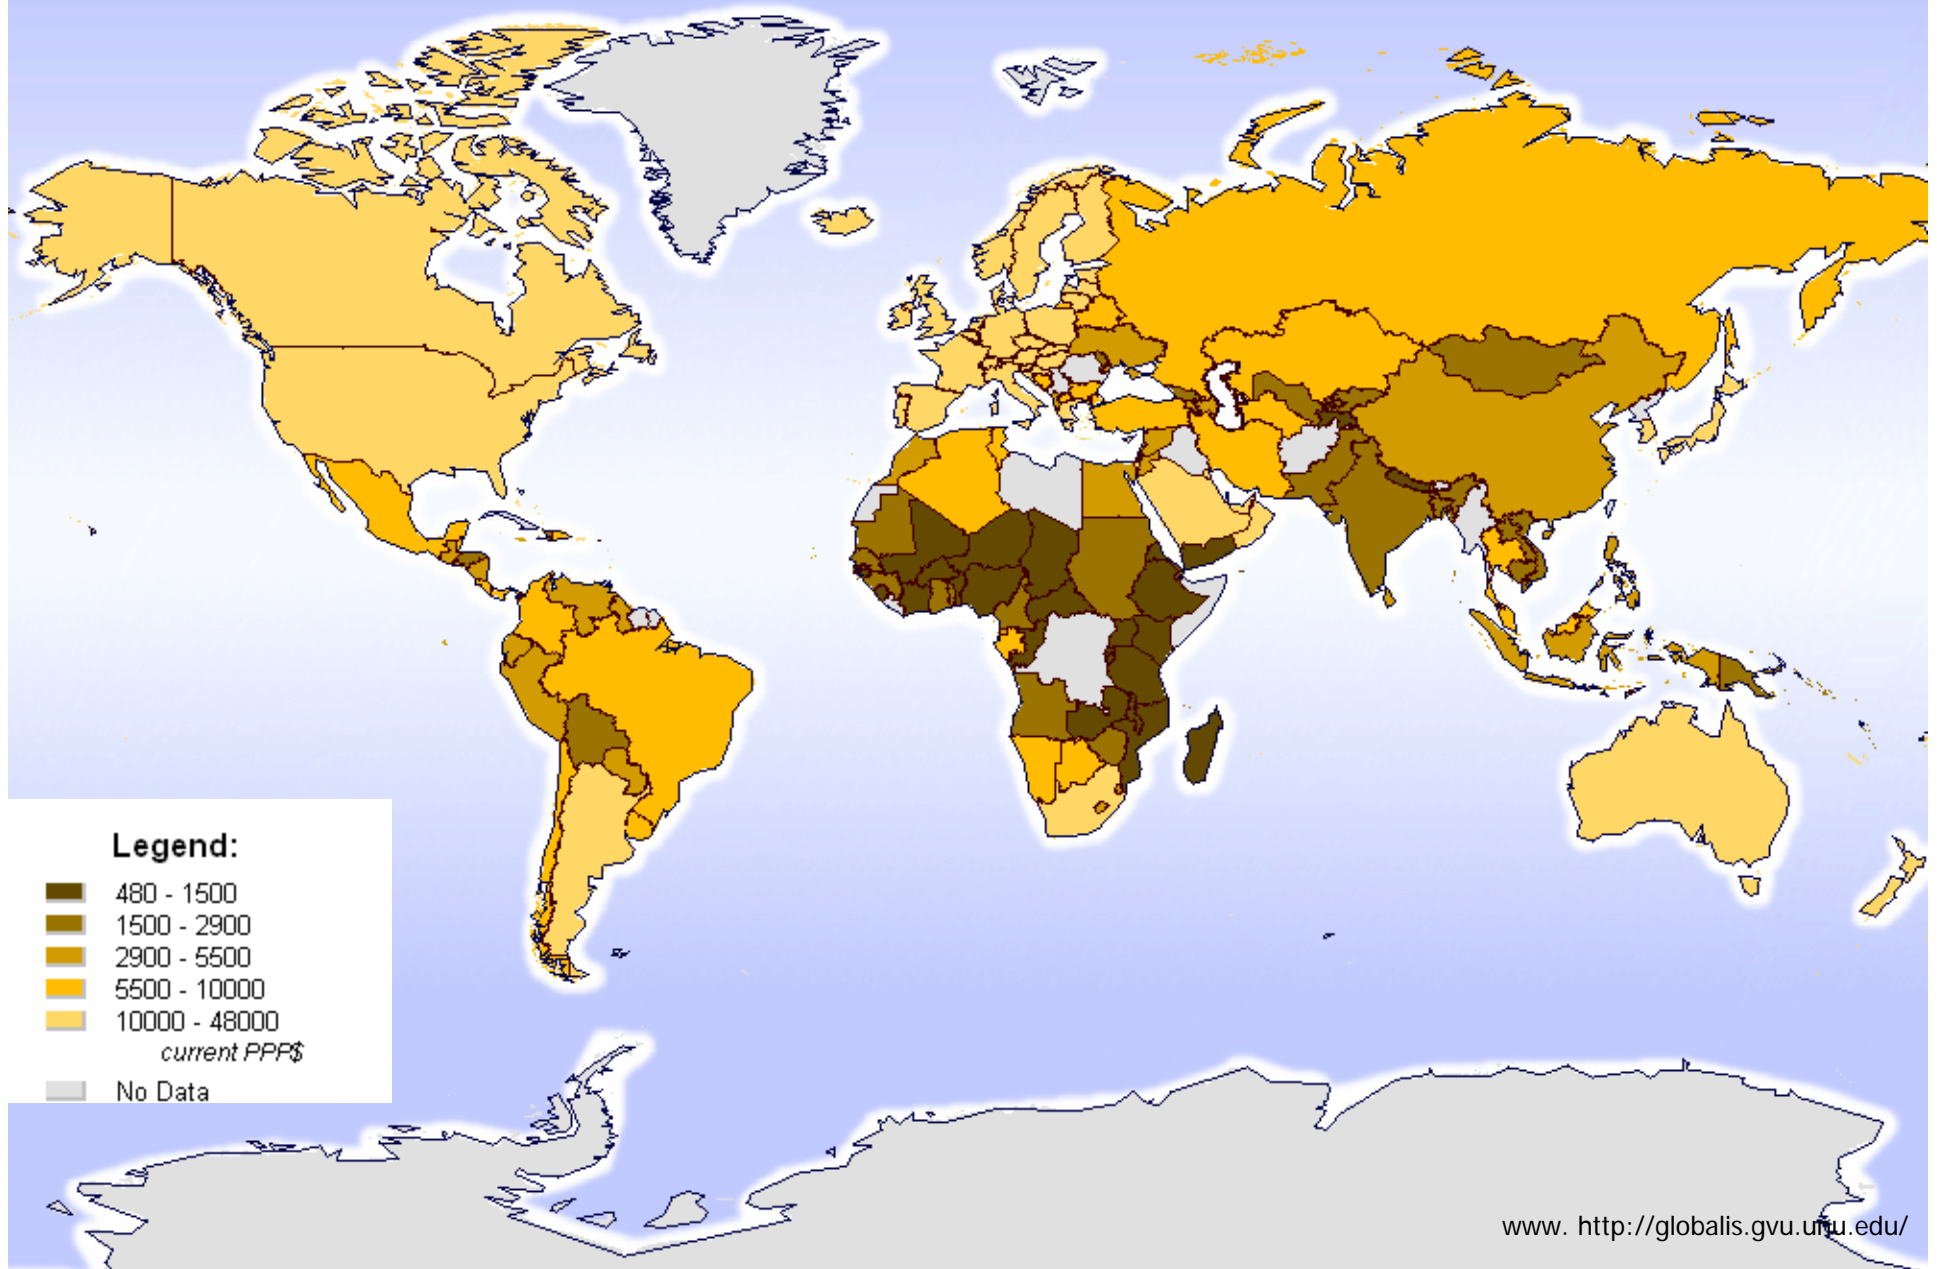 Legend:
480 - 1500
1500 - 2900
2900 - 5500
5500 - 10000
10000 - 48000
current PPP$
No Data
www. http://globalis.gvu.unu.edu/